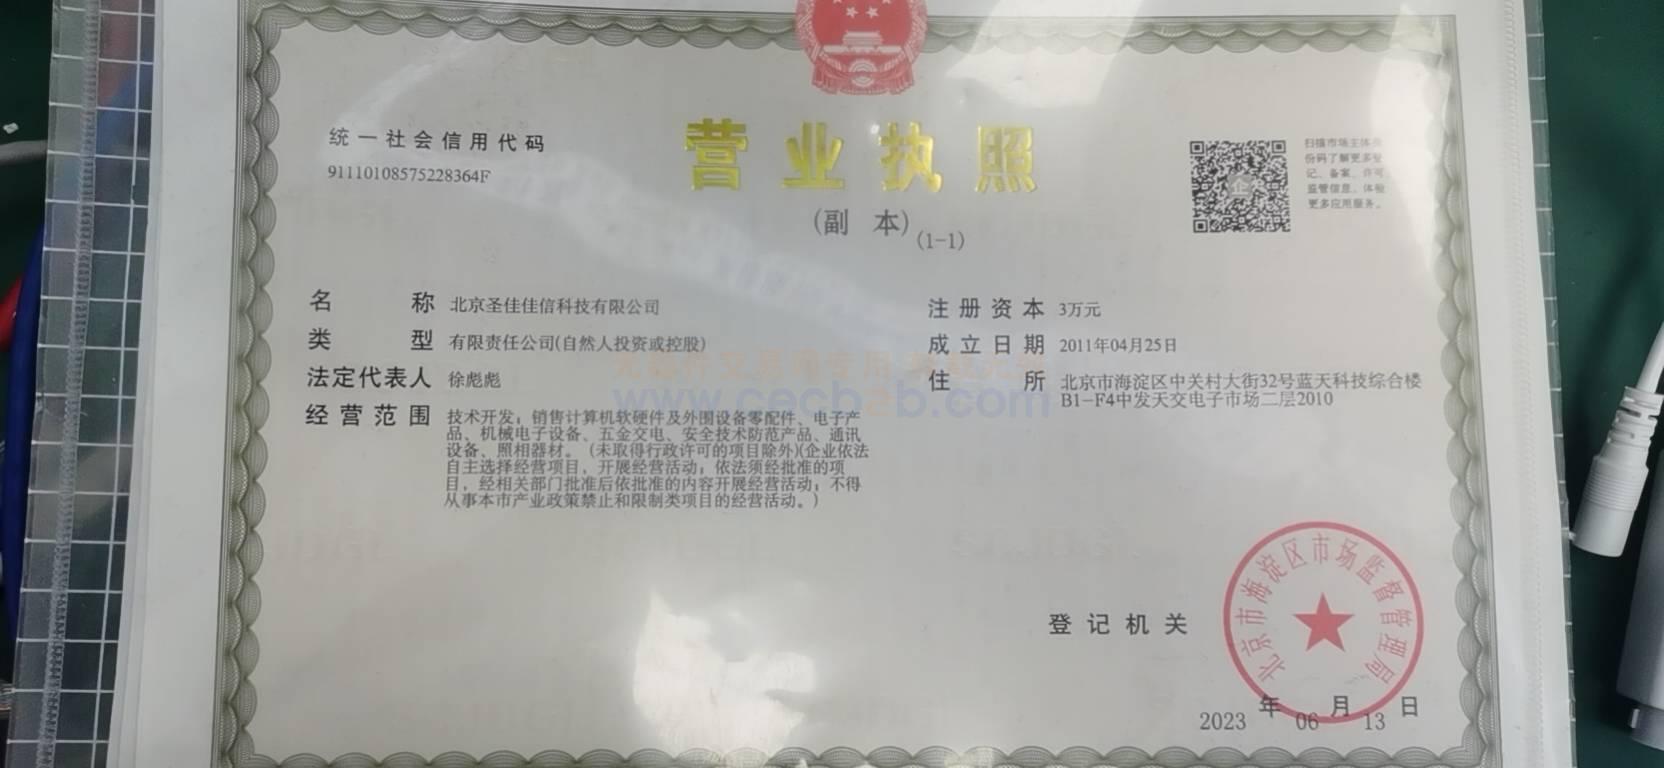 营业执照
(副 本) (1-1)
统一社会信用代码
91110108575228364F
扫描市场主体身
份码了解更多登
记、备案、许可、
监管信息，体验
更多应用服务。
名 称 北京圣佳佳信科技有限公司
类 型 有限责任公司(自然人投资或控股)
法定代表人 徐彪彪
经营范围 技术开发；销售计算机软硬件及外围设备零配件、电子产
品、机械电子设备、五金交电、安全技术防范产品、通讯
设备、照相器材。（未取得行政许可的项目除外)(企业依法
自主选择经营项目，开展经营活动；依法须经批准的项
目，经相关部门批准后依批准的内容开展经营活动；不得
从事本市产业政策禁止和限制类项目的经营活动。)
注册资本 3万元
成立日期 2011年04月25日
住 所 北京市海淀区中关村大街32号蓝天科技综合楼
B1-F4中发天交电子市场二层2010
www.cecb2b.com
登记机关
北京市海淀区市场监督管理局
2023 年 06 月 13 日